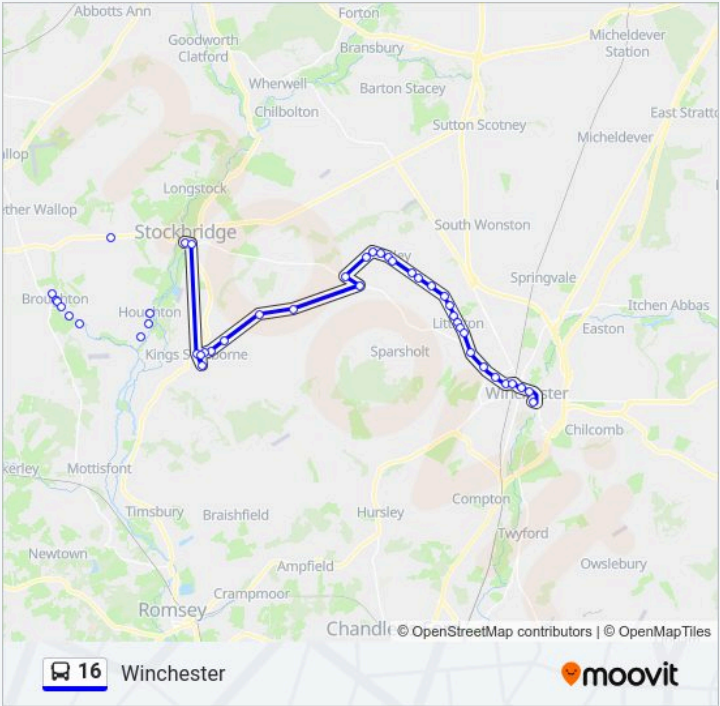 Abbotts Ann
Forton
Goodworth
Clatford
Micheldever
Station
Bransbury
Wherwell
Barton Stacey
Chilbolton
East Stratto
Sutton Scotney
Micheldever
allop
Longstock
ether Wallop
Stockbridge
South Wonston
Springvale
Broughton
Houghton
Itchen Abbas
Littleton
Easton
Kings Somborne
Sparsholt
Winchester
Chilcomb
kerley
Mottisfont
Compton
Timsbury
Braishfield
Hursley
Twyford
Newtown
Ampfield
Owslebury
Crampmoor
Romsey
Chandle
© OpenStreetMap contributors | © OpenMapTiles
16 Winchester
moovit